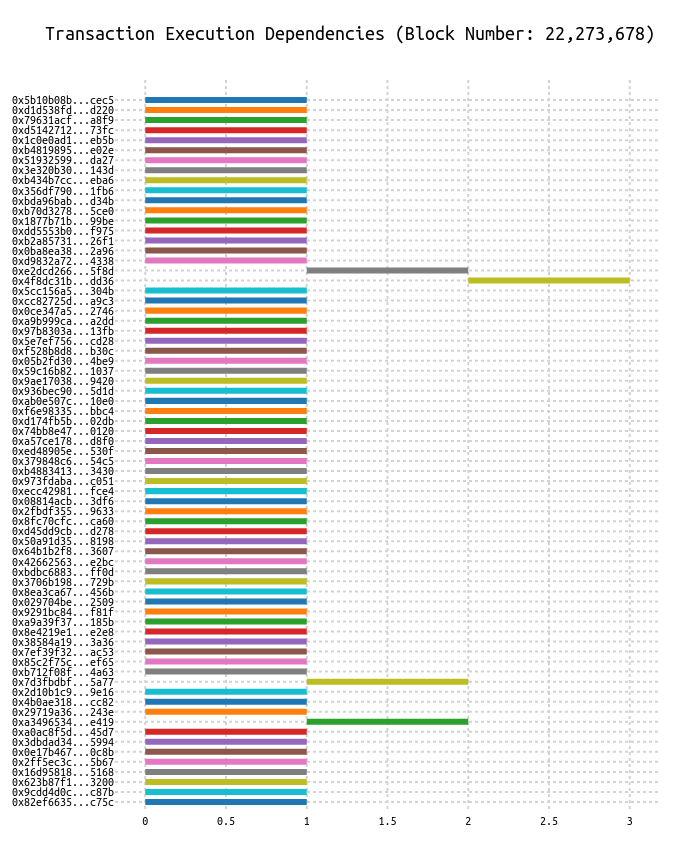 Transaction Execution Dependencies (Block Number: 22,273,678)
0x5b10b08b...cec5
0xd1d538fd...d220
0x79631acf...a8f9
0xd5142712...73fc
0x1c0e0ad1...eb5b
0xb4819895...e02e
0x51932599...da27
0x3e320b30...143d
0xb434b7cc...eba6
0x356df790...1fb6
0xbda96bab...d34b
0xb70d3278...5ce0
0x1877b71b...99be
0xdd5553b0...f975
0xb2a85731...26f1
0x0ba8ea38...2a96
0xd9832a72...4338
0xe2dcd266...5f8d
0x4f8dc31b...dd36
0x5cc156a5...304b
0xcc82725d...a9c3
0x0ce347a5...2746
0xa9b999ca...a2dd
0x97b8303a...13fb
0x5e7ef756...cd28
0xf528b8d8...b30c
0x05b2fd30...4be9
0x59c16b82...1037
0x9ae17038...9420
0x936bec90...5d1d
0xab0e507c...10e0
0xf6e98335...bbc4
0xd174fb5b...02db
0x74bb8e47...0120
0xa57ce178...d8f0
0xed48905e...530f
0x379848c6...54c5
0xb4883413...3430
0x973fdaba...c051
0xecc42981...fce4
0x08814acb...3df6
0x2fbdf355...9633
0x8fc70cfc...ca60
0xd45dd9cb...d278
0x50a91d35...8198
0x64b1b2f8...3607
0x42662563...e2bc
0xbdbc6883...ff0d
0x3706b198...729b
0x8ea3ca67...456b
0x029704be...2509
0x9291bc84...f81f
0xa9a39f37...185b
0x8e4219e1...e2e8
0x38584a19...3a36
0x7ef39f32...ac53
0x85c2f75c...ef65
0xb712f08f...4a63
0x7d3fbdbf...5a77
0x2d10b1c9...9e16
0x4b0ae318...cc82
0x29719a36...243e
0xa3496534...e419
0xa0ac8f5d...45d7
0x3dbdad34...5994
0x0e17b467...0c8b
0x2ff5ec3c...5b67
0x16d95818...5168
0x623b87f1...3200
0x9cdd4d0c...c87b
0x82ef6635...c75c
0 0.5 1 1.5 2 2.5 3